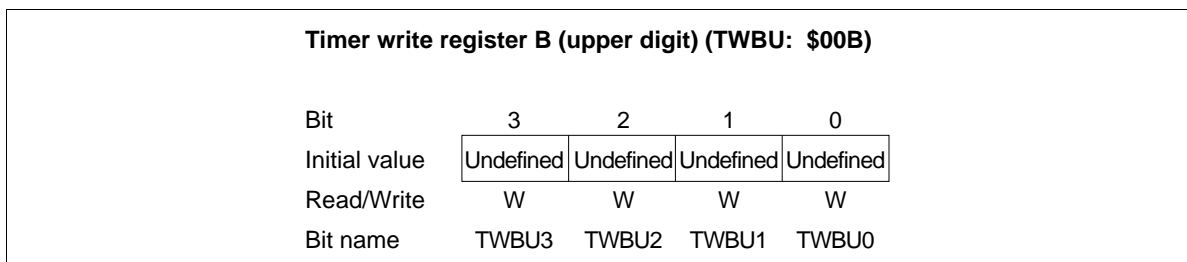 Timer write register B (upper digit) (TWBU: $00B)
Bit 3 2 1 0
Initial value Undefined Undefined Undefined Undefined
Read/Write W W W W
Bit name TWBU3 TWBU2 TWBU1 TWBU0